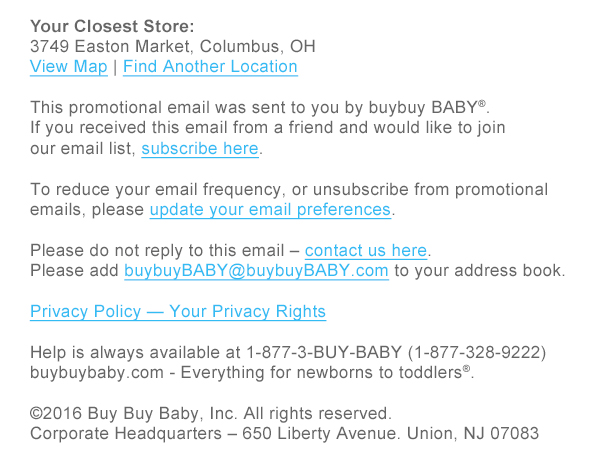 Your Closest Store:
3749 Easton Market, Columbus, OH
View Map | Find Another Location
This promotional email was sent to you by buybuy BABY®.
If you received this email from a friend and would like to join
our email list, subscribe here.
To reduce your email frequency, or unsubscribe from promotional
emails, please update your email preferences.
Please do not reply to this email – contact us here.
Please add buybuyBABY@buybuyBABY.com to your address book.
Privacy Policy — Your Privacy Rights
Help is always available at 1-877-3-BUY-BABY (1-877-328-9222)
buybuybaby.com - Everything for newborns to toddlers®.
©2016 Buy Buy Baby, Inc. All rights reserved.
Corporate Headquarters – 650 Liberty Avenue. Union, NJ 07083